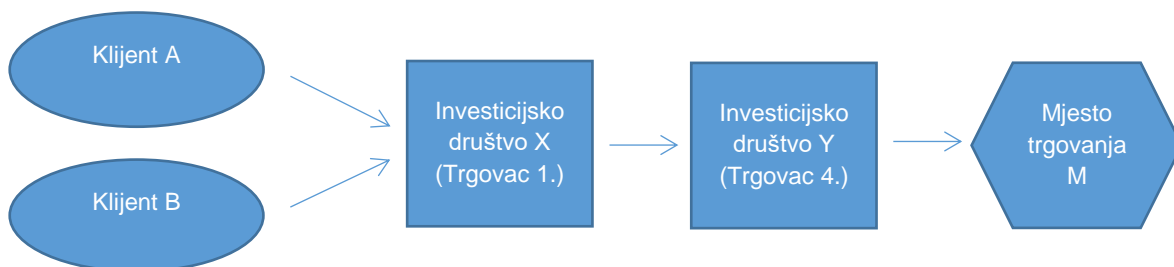 Klijent A
Klijent B
Investicijsko
društvo X
(Trgovac 1.)
Investicijsko
društvo Y
(Trgovac 4.)
Mjesto
trgovanja
M